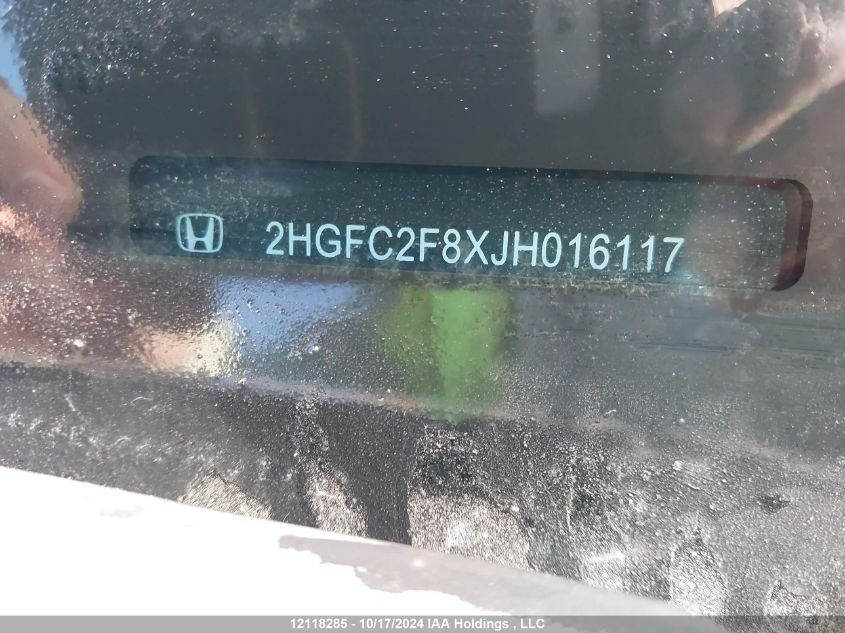 2HGFC2F8XJH016117
12118285 - 10/17/2024 IAA Holdings , LLC